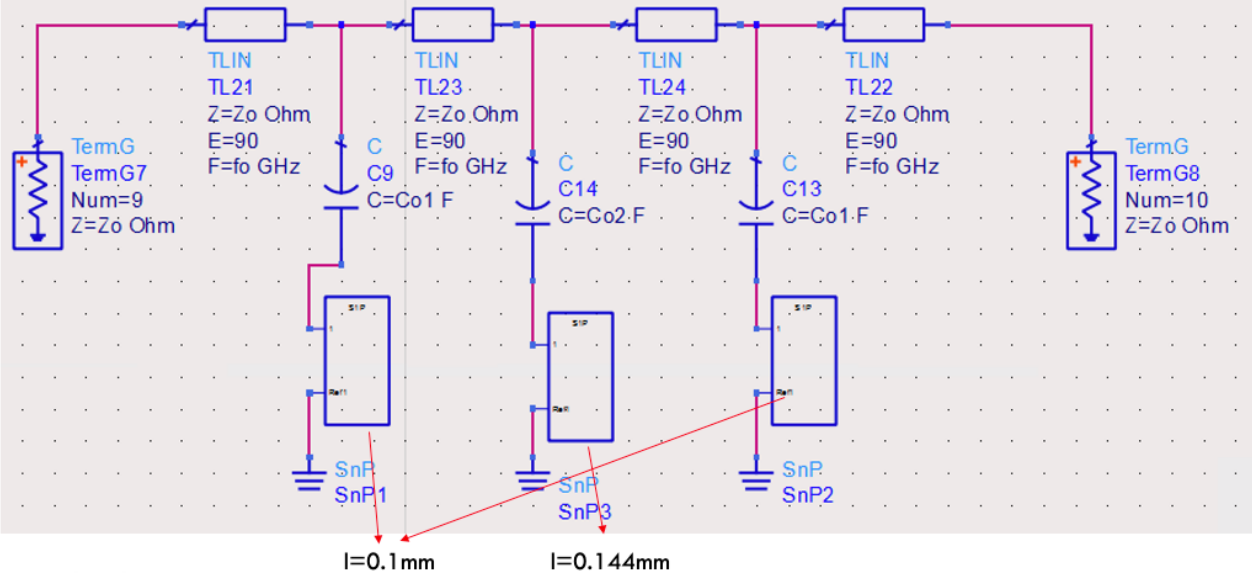 TLIN
TL21
Z=Zo Ohm
E=90
F=fo GHz
TLIN
TL23
Z=Zo Ohm
E=90
F=fo GHz
TLIN
TL24
Z=Zo Ohm
E=90
F=fo GHz
TLIN
TL22
Z=Zo Ohm
E=90
F=fo GHz
+
TermG
TermG7
Num=9
Z=Zo Ohm
C
C9
C=Co1 F
C
C14
C=Co2 F
C
C13
C=Co1 F
+
TermG
TermG8
Num=10
Z=Zo Ohm
S1P
1
Ref1
SnP
SnP1
S1P
1
Ref1
SnP
SnP3
S1P
1
Ref1
SnP
SnP2
l=0.1mm
l=0.144mm